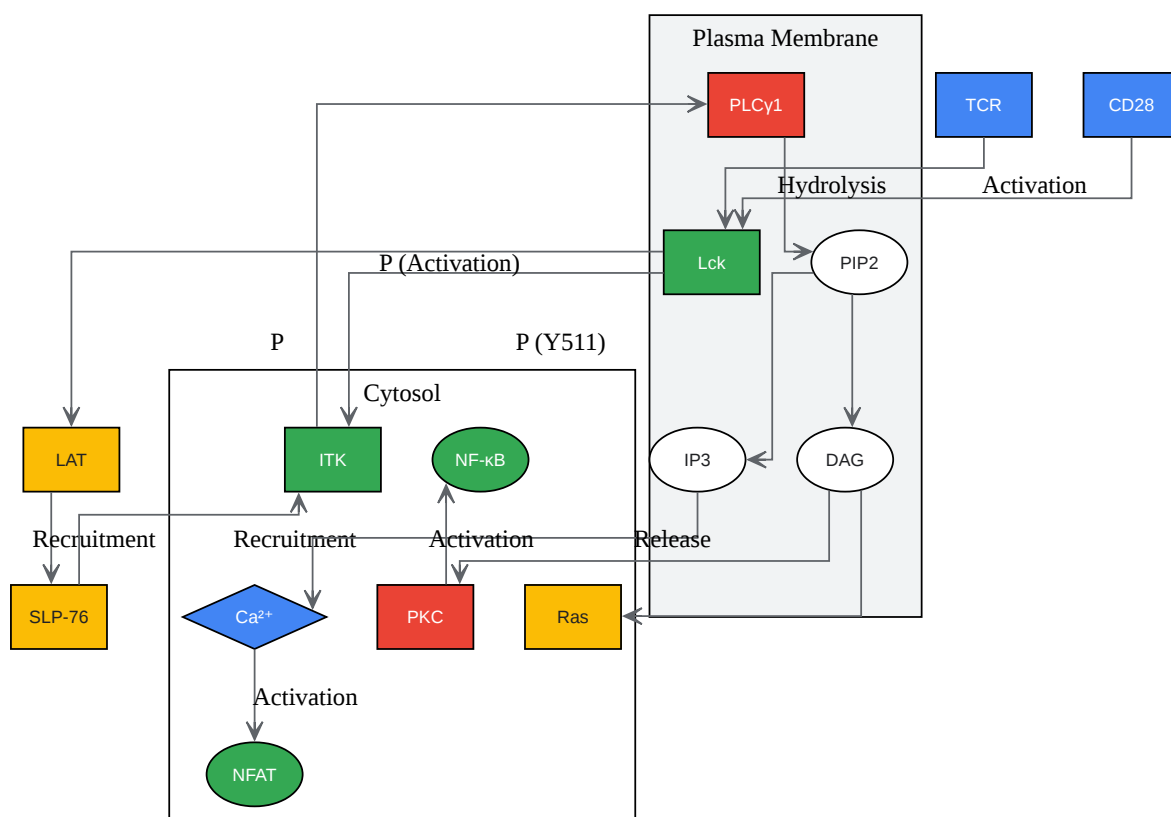 Plasma Membrane
PLCγ1
TCR
CD28
Hydrolysis
Activation
Lck
PIP2
P (Activation)
P
P (Y511)
Cytosol
LAT
ITK
NF-κB
IP3
DAG
Recruitment
Recruitment
Activation
Release
SLP-76
Ca²⁺
PKC
Ras
Activation
NFAT